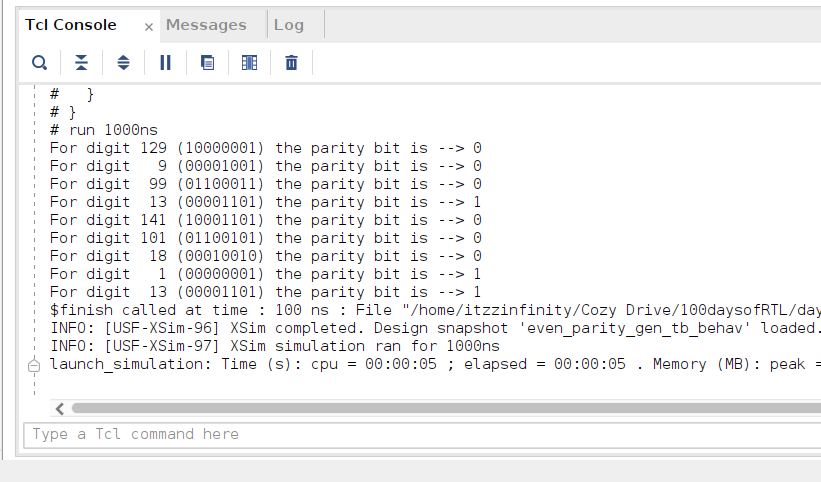 Tcl Console × Messages Log
#   }
# }
# run 1000ns
For digit 129 (10000001) the parity bit is --> 0
For digit   9 (00001001) the parity bit is --> 0
For digit  99 (01100011) the parity bit is --> 0
For digit  13 (00001101) the parity bit is --> 1
For digit 141 (10001101) the parity bit is --> 0
For digit 101 (01100101) the parity bit is --> 0
For digit  18 (00010010) the parity bit is --> 0
For digit   1 (00000001) the parity bit is --> 1
For digit  13 (00001101) the parity bit is --> 1
$finish called at time : 100 ns : File "/home/itzzinfinity/Cozy Drive/100daysofRTL/day
INFO: [USF-XSim-96] XSim completed. Design snapshot 'even_parity_gen_tb_behav' loaded.
INFO: [USF-XSim-97] XSim simulation ran for 1000ns
launch_simulation: Time (s): cpu = 00:00:05 ; elapsed = 00:00:05 . Memory (MB): peak =
Type a Tcl command here